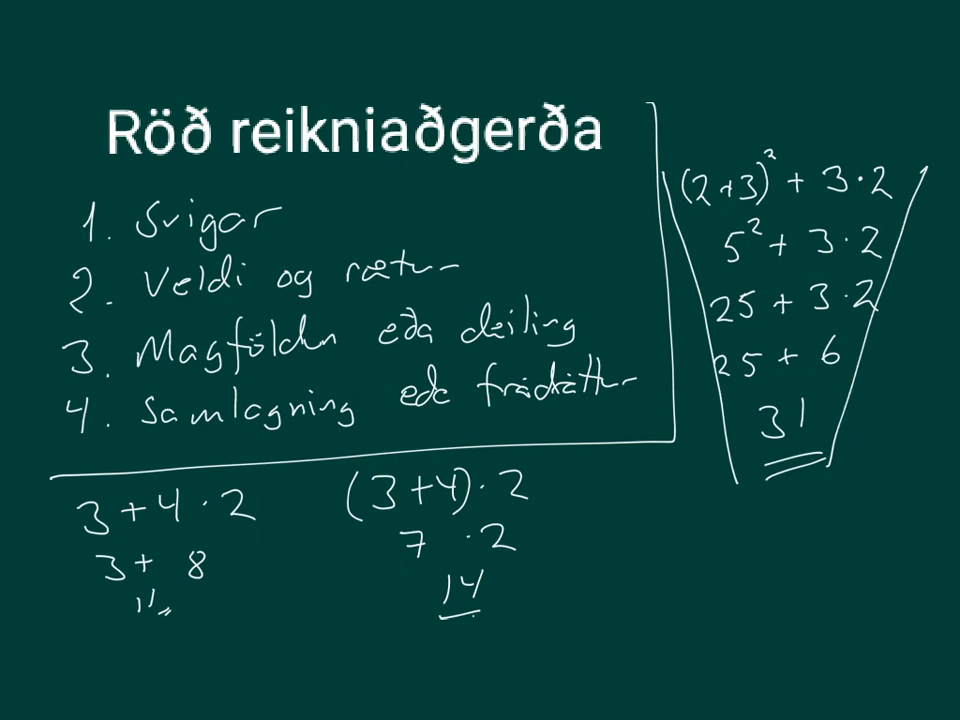 Röð reikniaðgerða
1. Svigar
2. Veldi og rætur
3. Magföldun eða deiling
4. Samlagning eða frádráttur
3 + 4 · 2
3 + 8
11
(3 + 4) · 2
7 · 2
14
(2 + 3)² + 3 · 2
5² + 3 · 2
25 + 3 · 2
25 + 6
31